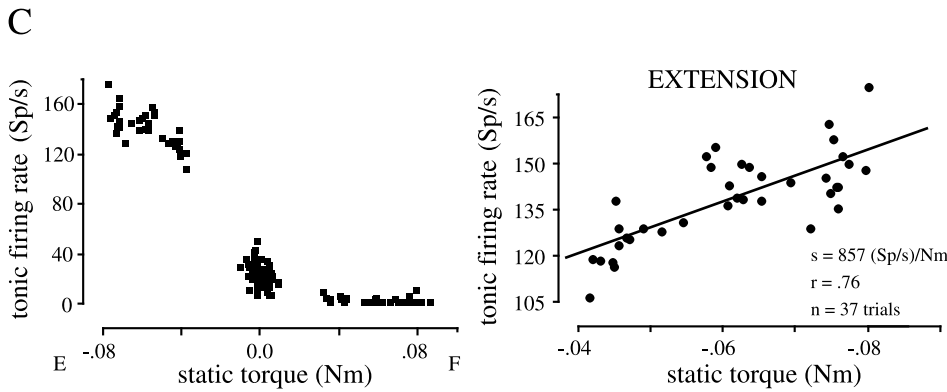 C
tonic firing rate (Sp/s)
160
120
80
40
0
-.08
0.0
.08
E
F
static torque (Nm)
EXTENSION
tonic firing rate (Sp/s)
165
150
135
120
105
s = 857 (Sp/s)/Nm
r = .76
n = 37 trials
-.04
-.06
-.08
static torque (Nm)